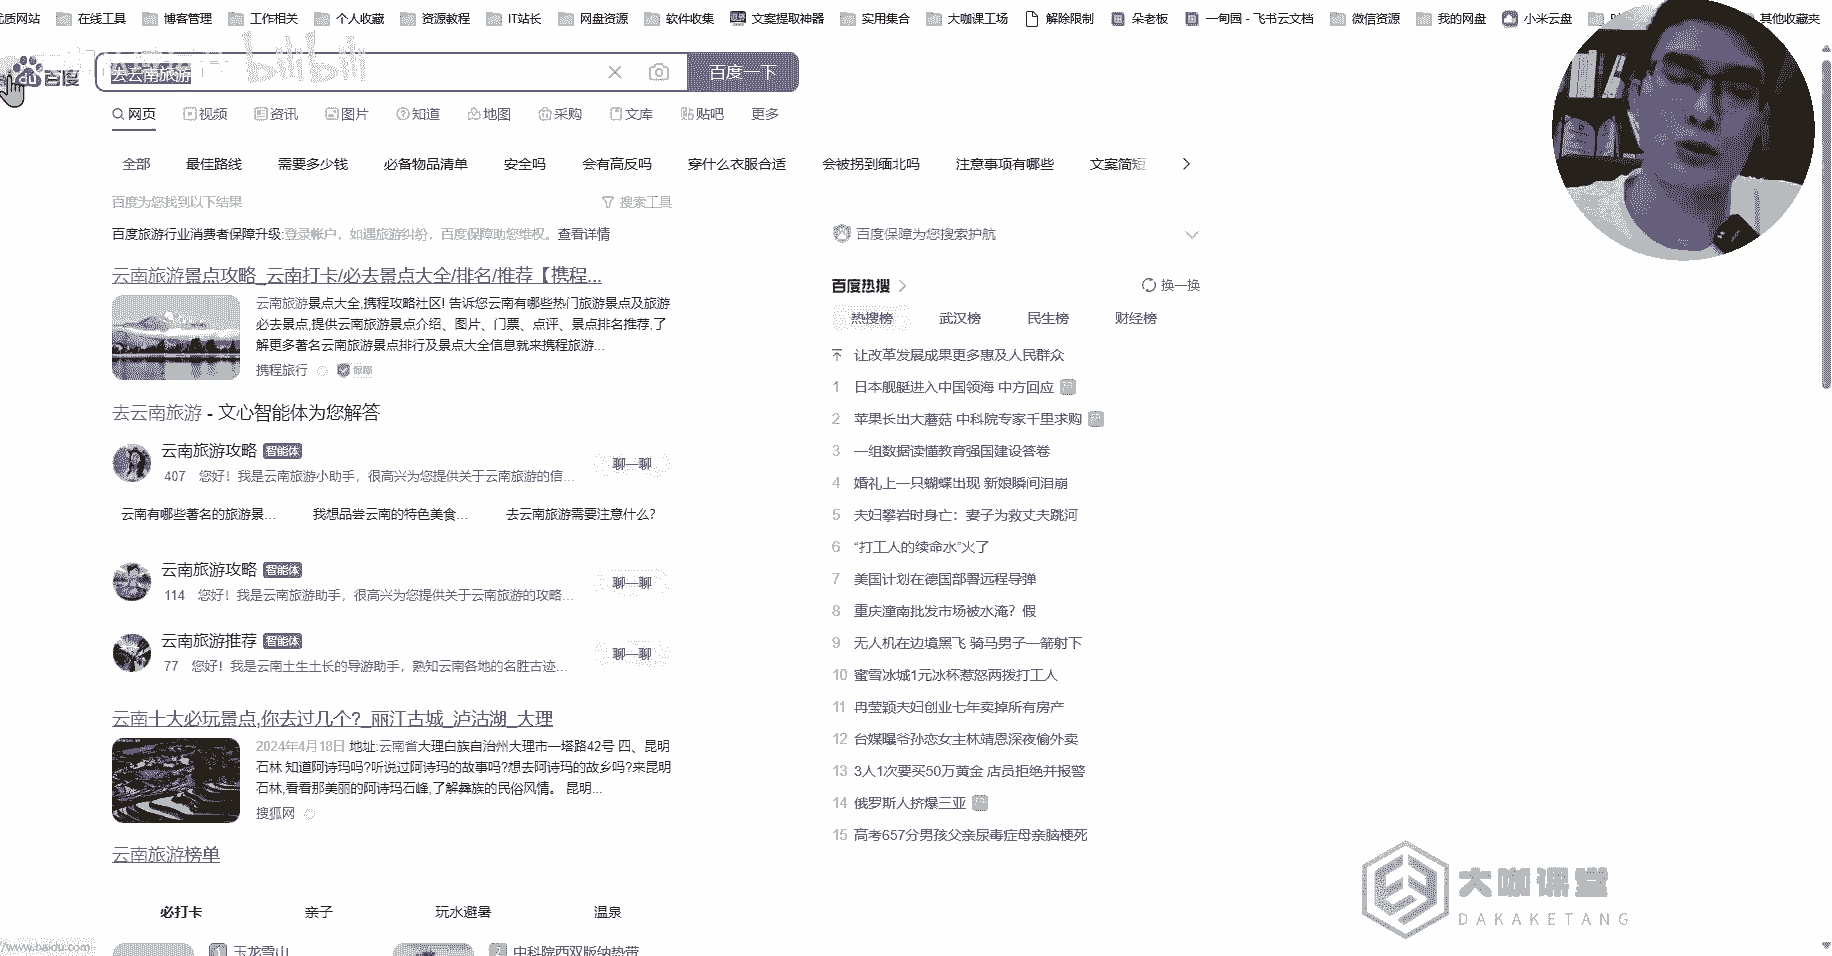 优质网站 在线工具 博客管理 工作相关 个人收藏 资源教程 IT站长 网盘资源 软件收集 文案提取神器 实用集合 大咖课工场 解除限制 朵老板 一甸园 - 飞书云文档 微信资源 我的网盘 小米云盘 其他收藏夹
bilibili
Bai du 百度 去云南旅游 百度一下
网页 视频 资讯 图片 知道 地图 采购 文库 贴吧 更多
全部 最佳路线 需要多少钱 必备物品清单 安全吗 会有高反吗 穿什么衣服合适 会被拐到缅北吗 注意事项有哪些 文案简短
百度为您找到以下结果 搜索工具
百度旅游行业消费者保障升级:登录帐户，如遇旅游纠纷，百度保障助您维权。查看详情
云南旅游景点攻略_云南打卡/必去景点大全/排名/推荐【携程...
云南旅游景点大全,携程攻略社区! 告诉您云南有哪些热门旅游景点及旅游
必去景点,提供云南旅游景点介绍、图片、门票、点评、景点排名推荐,了
解更多著名云南旅游景点排行及景点大全信息就来携程旅游...
携程旅行 保障
去云南旅游 - 文心智能体为您解答
云南旅游攻略 智能体
407 您好！我是云南旅游小助手，很高兴为您提供关于云南旅游的信...
聊一聊
云南有哪些著名的旅游景... 我想品尝云南的特色美食... 去云南旅游需要注意什么?
云南旅游攻略 智能体
114 您好！我是云南旅游助手，很高兴为您提供关于云南旅游的攻略...
聊一聊
云南旅游推荐 智能体
77 您好！我是云南土生土长的导游助手，熟知云南各地的名胜古迹...
聊一聊
云南十大必玩景点,你去过几个?_丽江古城_泸沽湖_大理
2024年4月18日 地址:云南省大理白族自治州大理市一塔路42号 四、昆明
石林 知道阿诗玛吗?听说过阿诗玛的故事吗?想去阿诗玛的故乡吗?来昆明
石林,看看那美丽的阿诗玛石峰,了解彝族的民俗风情。 昆明...
搜狐网
云南旅游榜单
必打卡 亲子 玩水避暑 温泉
1 玉龙雪山 2 中科院西双版纳热带
//www.baidu.com
百度保障为您搜索护航
百度热搜 换一换
热搜榜 武汉榜 民生榜 财经榜
让改革发展成果更多惠及人民群众
1 日本舰艇进入中国领海 中方回应 热
2 苹果长出大蘑菇 中科院专家千里求购 热
3 一组数据读懂教育强国建设答卷
4 婚礼上一只蝴蝶出现 新娘瞬间泪崩
5 夫妇攀岩时身亡：妻子为救丈夫跳河
6 “打工人的续命水”火了
7 美国计划在德国部署远程导弹
8 重庆潼南批发市场被水淹？假
9 无人机在边境黑飞 骑马男子一箭射下
10 蜜雪冰城1元冰杯惹怒两拨打工人
11 冉莹颖夫妇创业七年卖掉所有房产
12 台媒曝爷孙恋女主林靖恩深夜偷外卖
13 3人1次要买50万黄金 店员拒绝并报警
14 俄罗斯人挤爆三亚 热
15 高考657分男孩父亲尿毒症母亲脑梗死
大咖课堂
DAKAKETANG